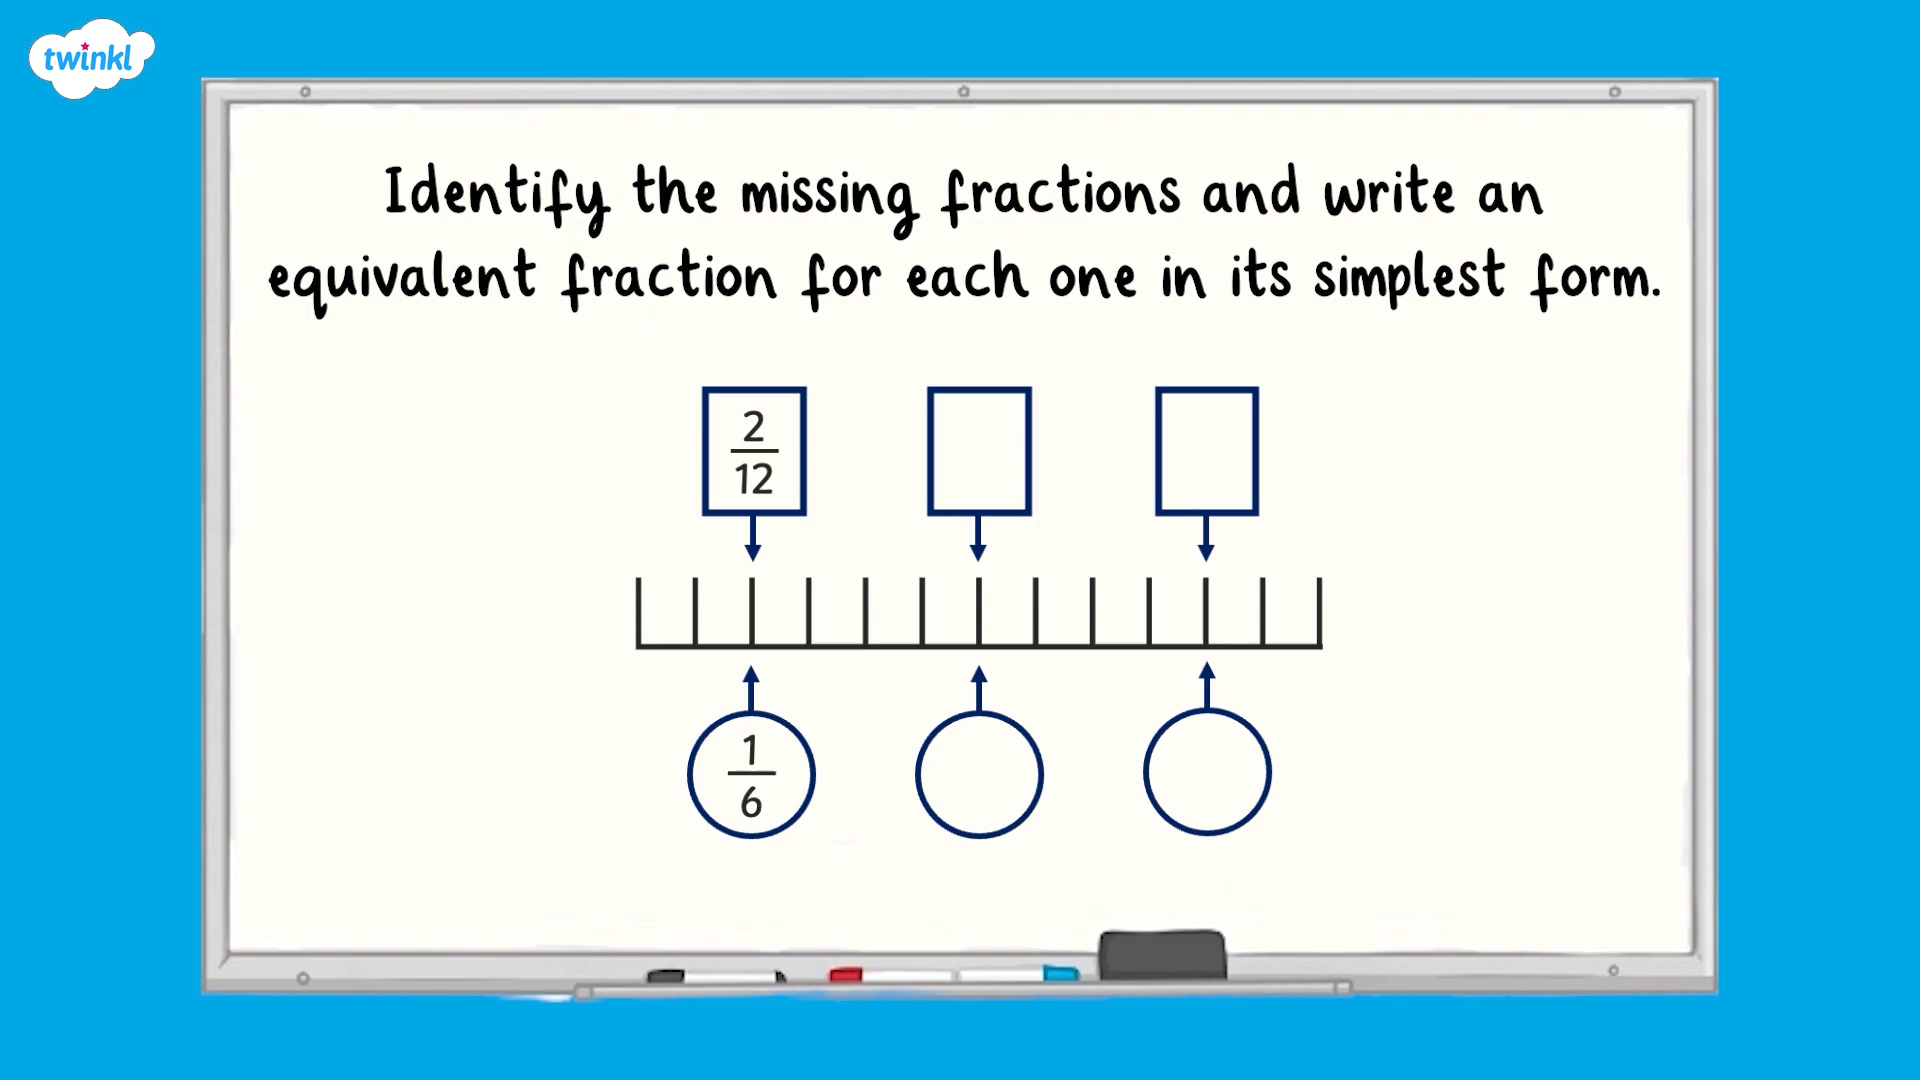 twinkl
Identify the missing fractions and write an
equivalent fraction for each one in its simplest form.
2
12
1
6